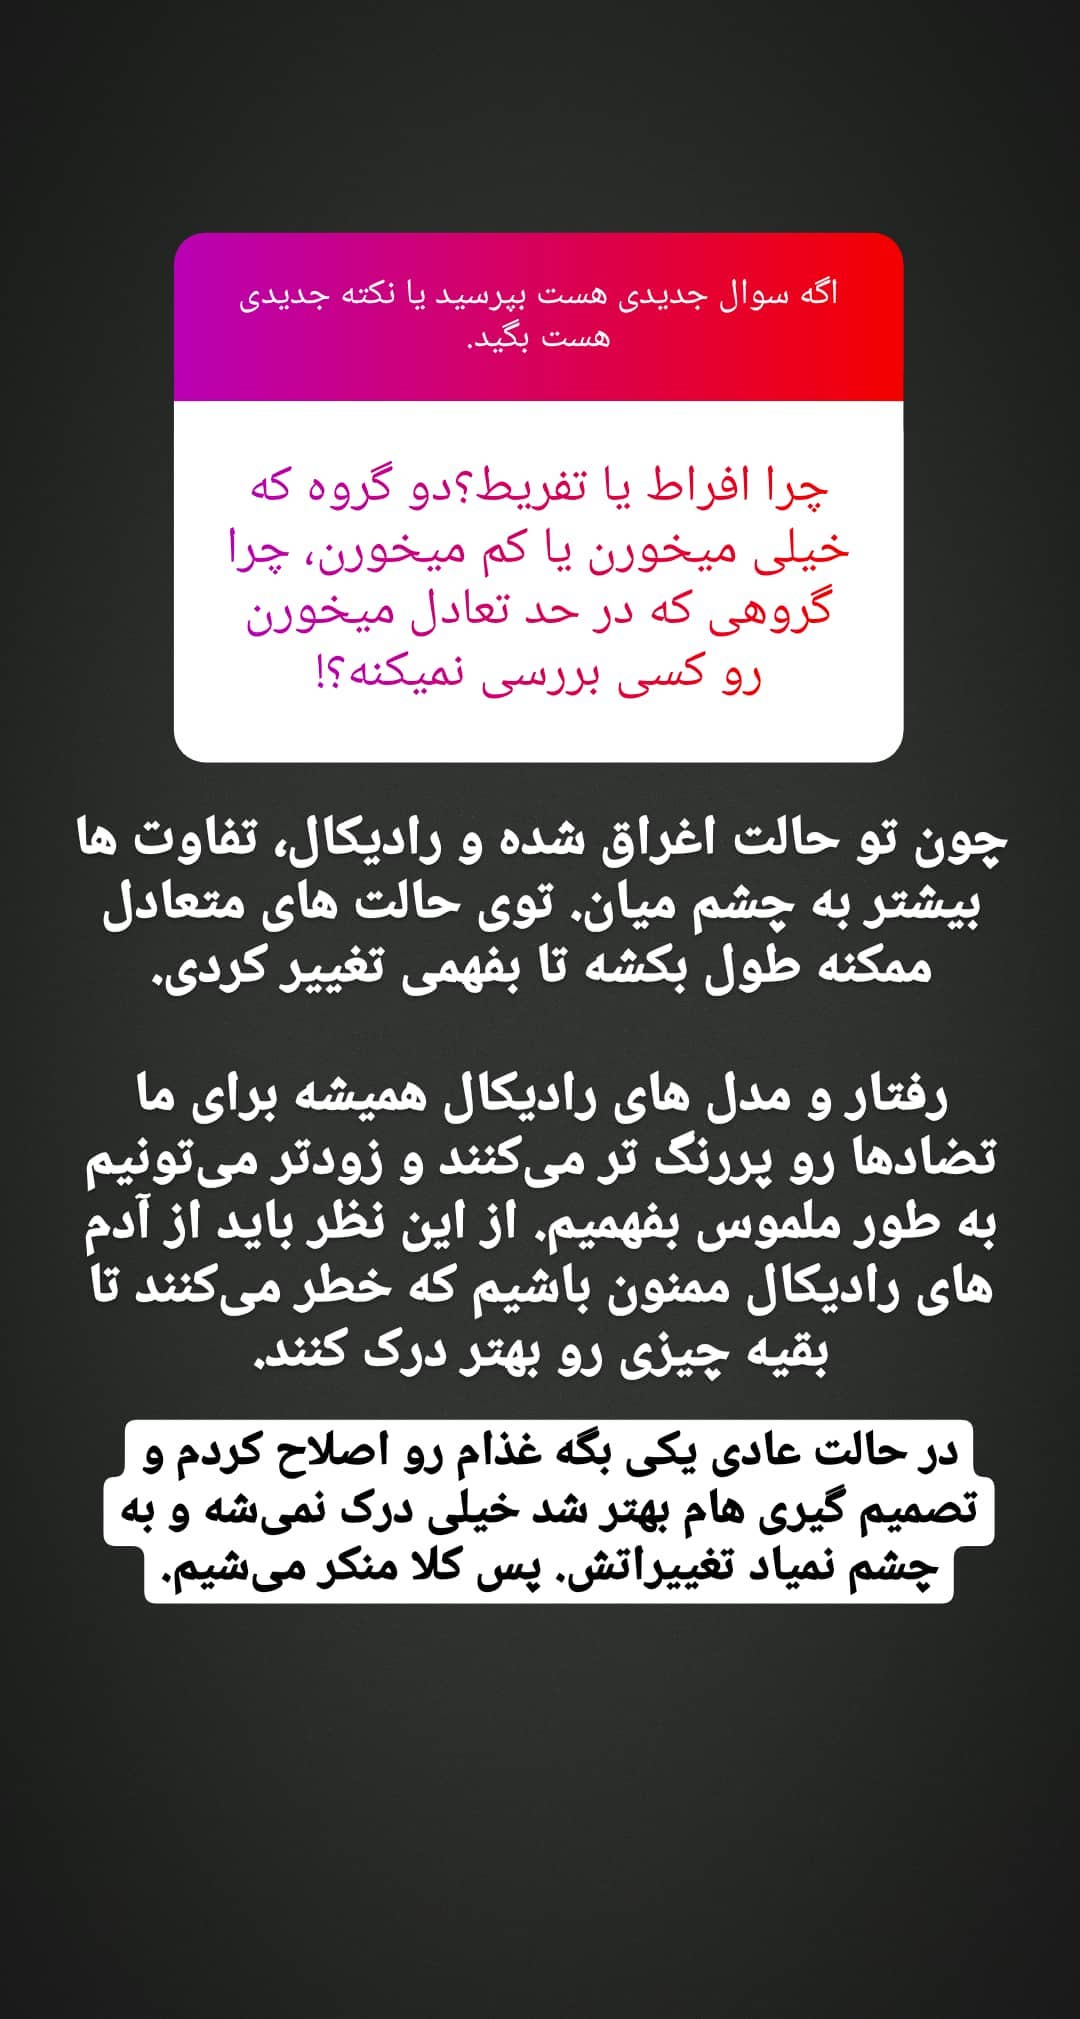 اگه سوال جدیدی هست بپرسید یا نکته جدیدی
هست بگید.
چرا افراط یا تفریط؟دو گروه که
خیلی میخورن یا کم میخورن، چرا
گروهی که در حد تعادل میخورن
رو کسی بررسی نمیکنه؟!
چون تو حالت اغراق شده و رادیکال، تفاوت ها
بیشتر به چشم میان. توی حالت های متعادل
ممکنه طول بکشه تا بفهمی تغییر کردی.
رفتار و مدل های رادیکال همیشه برای ما
تضادها رو پررنگ تر می‌کنند و زودتر می‌تونیم
به طور ملموس بفهمیم. از این نظر باید از آدم
های رادیکال ممنون باشیم که خطر می‌کنند تا
بقیه چیزی رو بهتر درک کنند.
در حالت عادی یکی بگه غذام رو اصلاح کردم و
تصمیم گیری هام بهتر شد خیلی درک نمی‌شه و به
چشم نمیاد تغییراتش. پس کلا منکر می‌شیم.